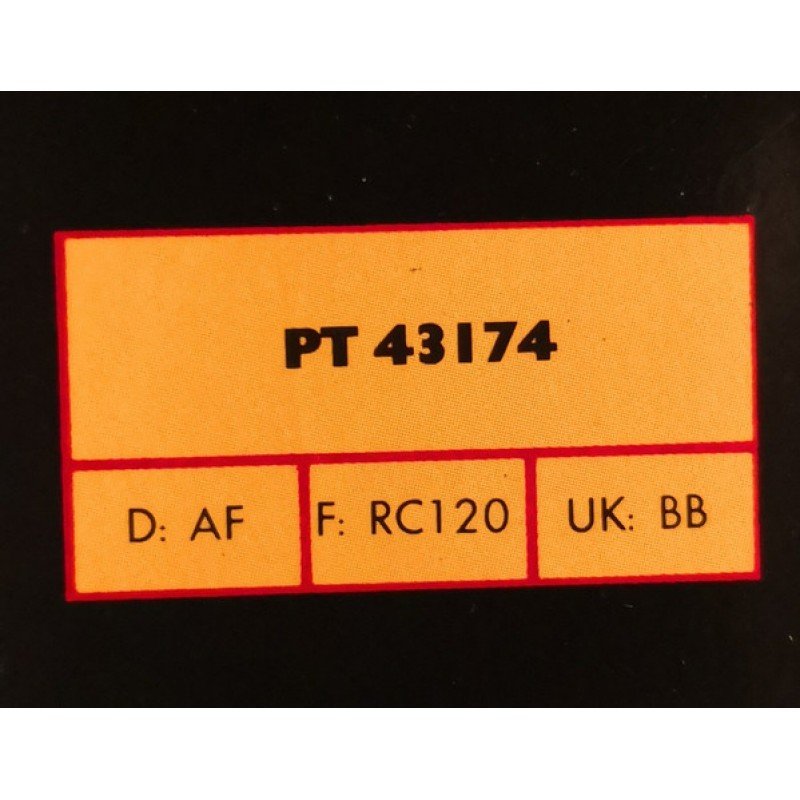 PT 43174
D: AF F: RC120 UK: BB